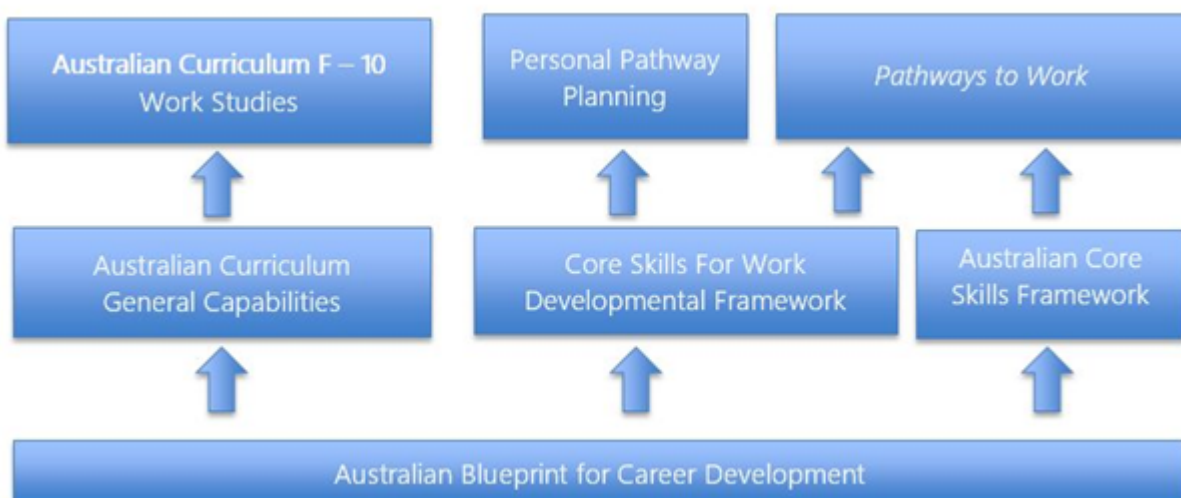 Australian Curriculum F – 10
Work Studies
Personal Pathway
Planning
Pathways to Work
Australian Curriculum
General Capabilities
Core Skills For Work
Developmental Framework
Australian Core
Skills Framework
Australian Blueprint for Career Development